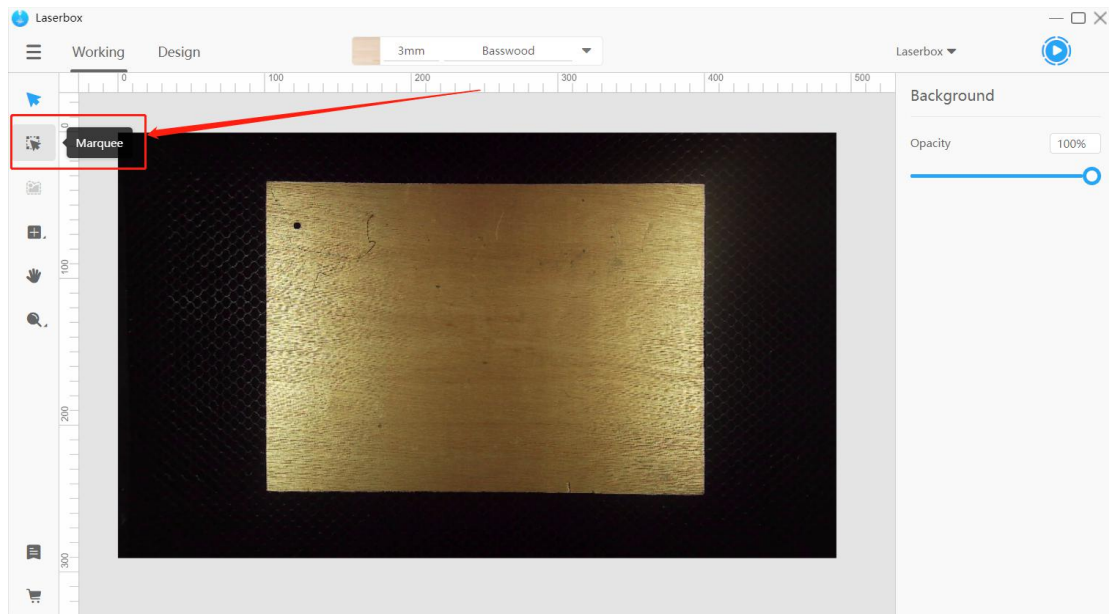 Laserbox
Working Design 3mm Basswood Laserbox
0 100 200 300 400 500
Background
0
Marquee
Opacity 100%
100
200
300